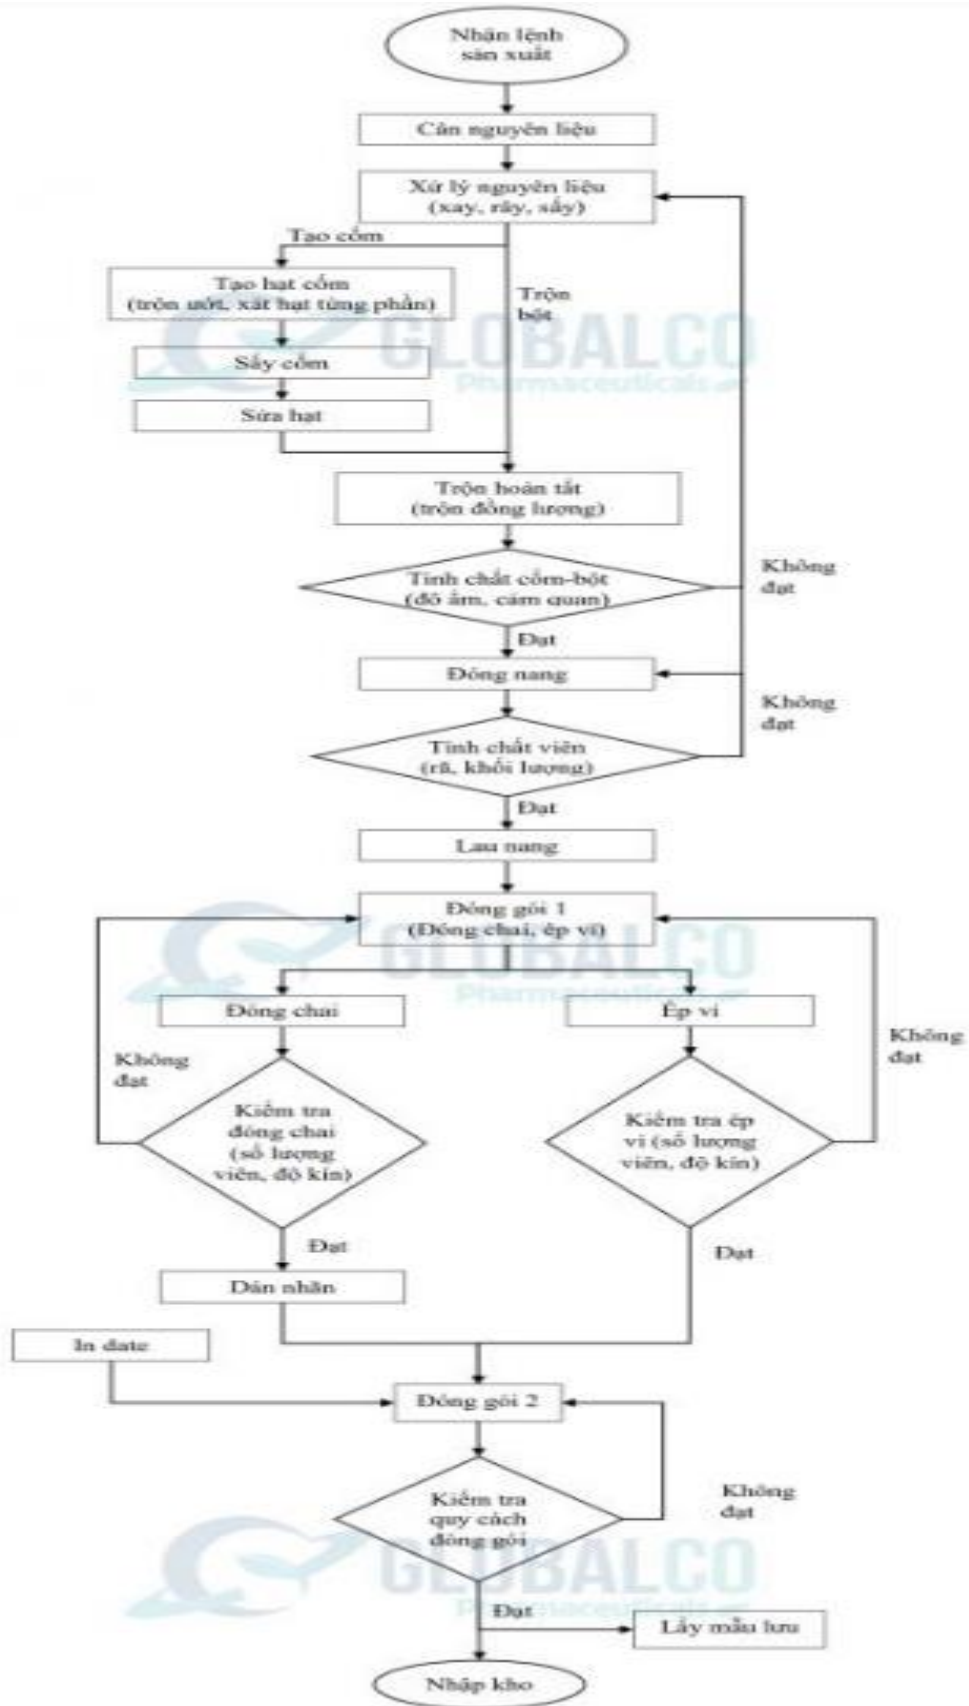 Nhận lệnh
sản xuất
Cân nguyên liệu
Xử lý nguyên liệu
(xay, rây, sấy)
Tạo cốm
Tạo hạt cốm
(trộn ướt, xát hạt từng phần)
Trộn
bột
GLOBALCO
Pharmaceuticals
Sấy cốm
Sửa hạt
Trộn hoàn tất
(trộn đồng lượng)
Tính chất cốm-bột
(độ ẩm, cảm quan)
Không
đạt
Đạt
Đóng nang
Không
đạt
Tính chất viên
(rã, khối lượng)
Đạt
Lau nang
Đóng gói 1
(Đóng chai, ép vỉ)
GLOBALCO
Pharmaceuticals
Đóng chai
Ép vỉ
Không
đạt
Không
đạt
Kiểm tra
đóng chai
(số lượng
viên, độ kín)
Kiểm tra ép
vỉ (số lượng
viên, độ kín)
Đạt
Đạt
Dán nhãn
In date
Đóng gói 2
Kiểm tra
quy cách
đóng gói
Không
đạt
GLOBALCO
Pharmaceuticals
Đạt
Lấy mẫu lưu
Nhập kho